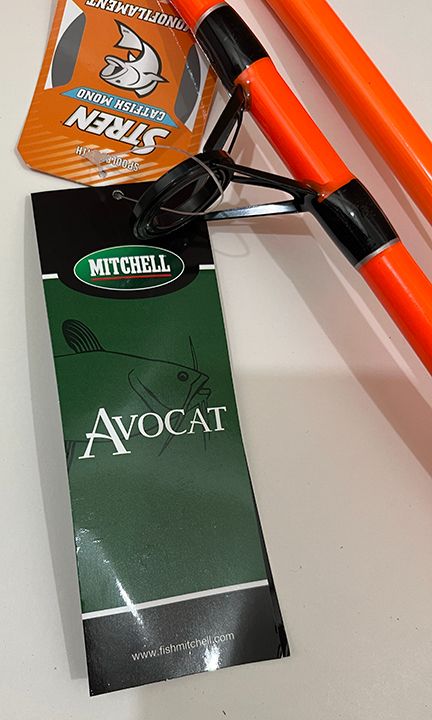 MONOFILAMENT
STREN
CATFISH MONO
MITCHELL
AVOCAT
www.fishmitchell.com